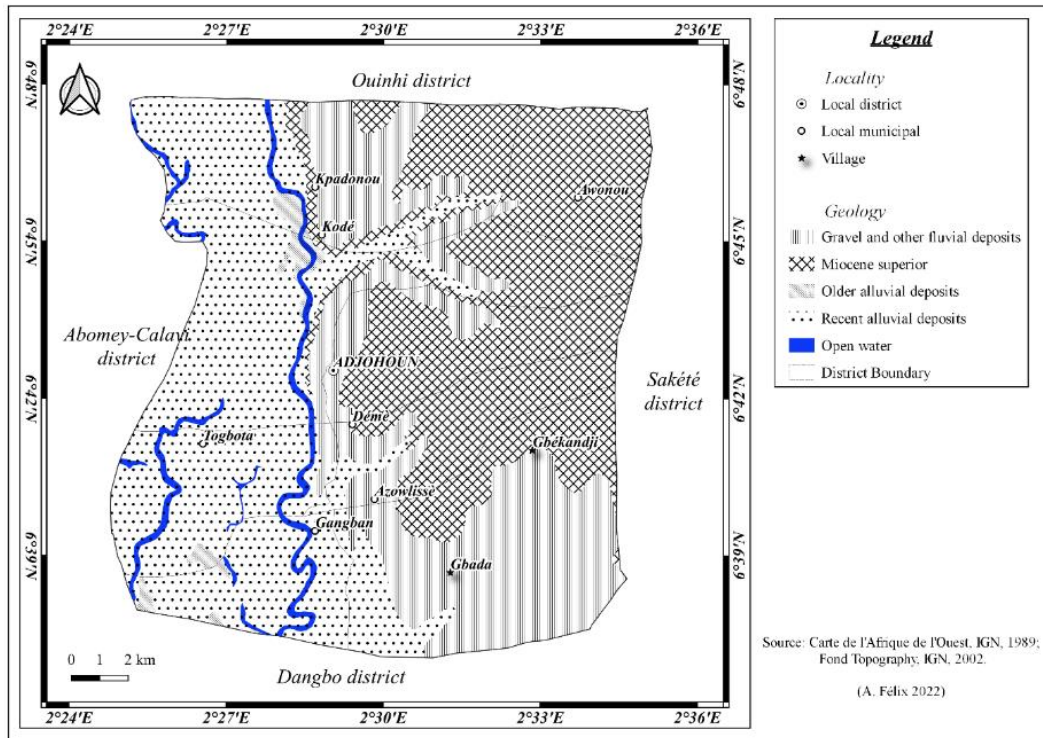 2°24'E 2°27'E 2°30'E 2°33'E 2°36'E
6°48'N 6°48'N
6°45'N 6°45'N
6°42'N 6°42'N
6°39'N 6°39'N
Ouinhi district
Kpadonou
Awonou
Kodé
Abomey-Calavi
district
ADJOHOUN
Sakété
district
Démè
Togbota
Gbékandji
Azowlissè
Gangban
Gbada
0 1 2 km
Dangbo district
2°24'E 2°27'E 2°30'E 2°33'E 2°36'E
Legend
Locality
Local district
Local municipal
Village
Geology
Gravel and other fluvial deposits
Miocene superior
Older alluvial deposits
Recent alluvial deposits
Open water
District Boundary
Source: Carte de l'Afrique de l'Ouest, IGN, 1989;
Fond Topography, IGN, 2002.
(A. Félix 2022)